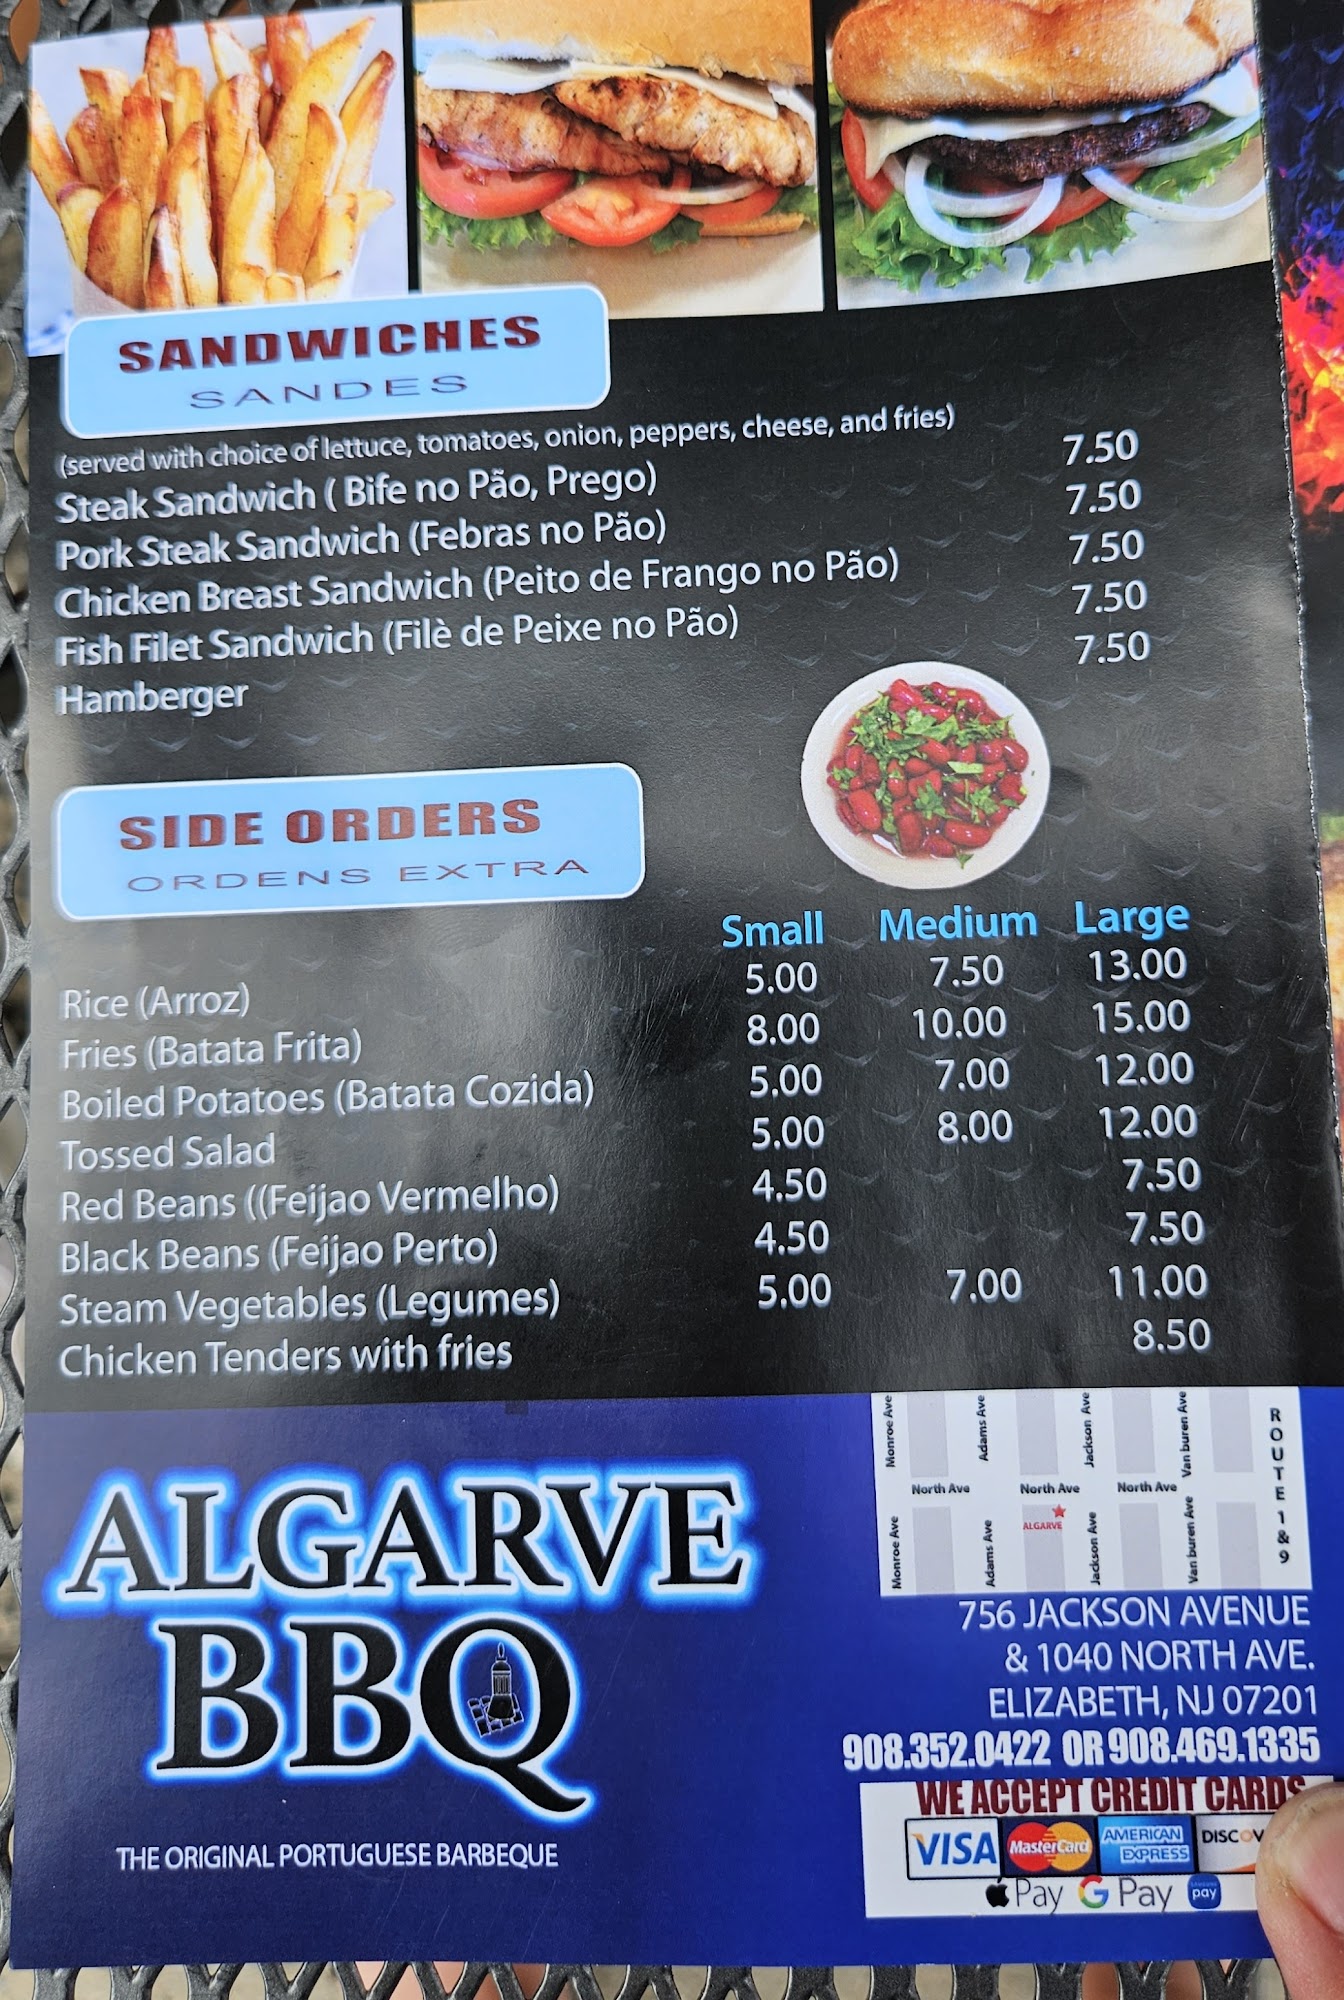 SANDWICHES
SANDES
(served with choice of lettuce, tomatoes, onion, peppers, cheese, and fries)
Steak Sandwich ( Bife no Pão, Prego) 7.50
Pork Steak Sandwich (Febras no Pão) 7.50
Chicken Breast Sandwich (Peito de Frango no Pão) 7.50
Fish Filet Sandwich (Filè de Peixe no Pão) 7.50
Hamberger 7.50
SIDE ORDERS
ORDENS EXTRA
Small Medium Large
Rice (Arroz) 5.00 7.50 13.00
Fries (Batata Frita) 8.00 10.00 15.00
Boiled Potatoes (Batata Cozida) 5.00 7.00 12.00
Tossed Salad 5.00 8.00 12.00
Red Beans ((Feijao Vermelho) 4.50 7.50
Black Beans (Feijao Perto) 4.50 7.50
Steam Vegetables (Legumes) 5.00 7.00 11.00
Chicken Tenders with fries 8.50
ALGARVE
BBQ
THE ORIGINAL PORTUGUESE BARBEQUE
Monroe Ave Adams Ave Jackson Ave Van buren Ave
North Ave North Ave North Ave
ALGARVE
Monroe Ave Adams Ave Jackson Ave Van buren Ave
ROUTE 1 & 9
756 JACKSON AVENUE
& 1040 NORTH AVE.
ELIZABETH, NJ 07201
908.352.0422 OR 908.469.1335
WE ACCEPT CREDIT CARDS
VISA MasterCard AMERICAN EXPRESS DISCOV
Pay G Pay SAMSUNG pay